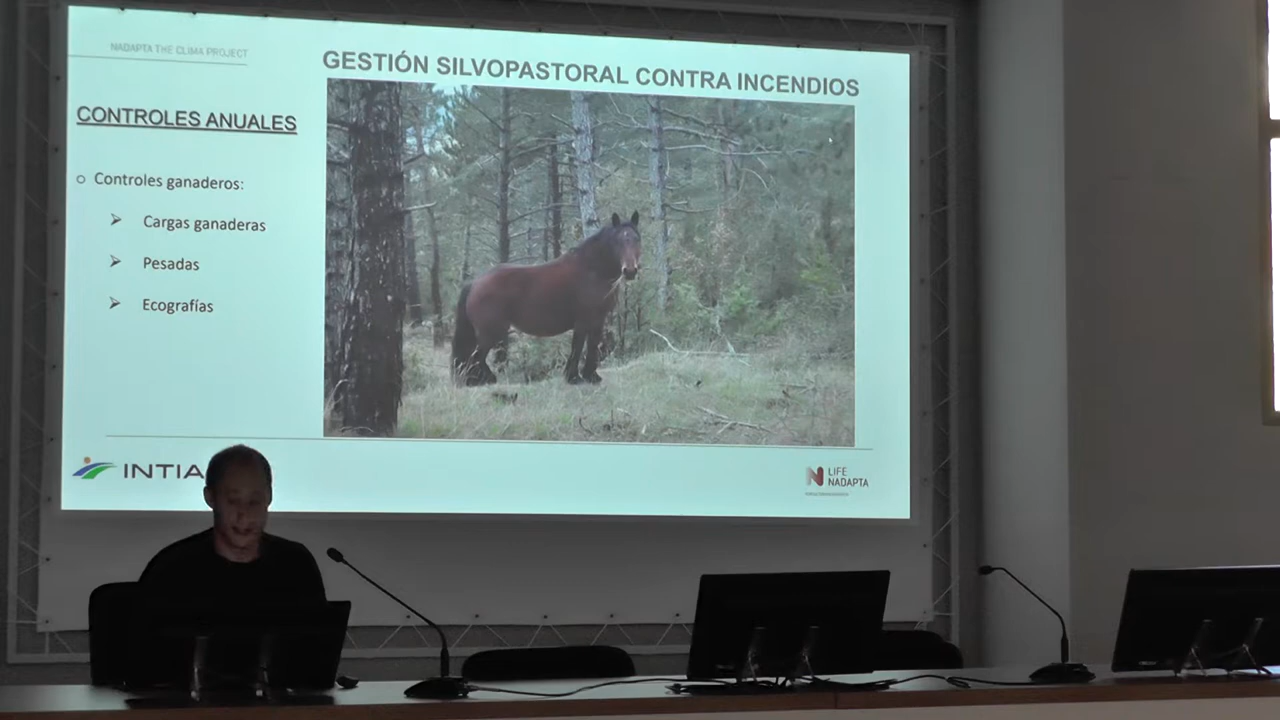 NADAPTA THE CLIMA PROJECT
GESTIÓN SILVOPASTORAL CONTRA INCENDIOS
CONTROLES ANUALES
Controles ganaderos:
Cargas ganaderas
Pesadas
Ecografías
INTIA
LIFE
NADAPTA